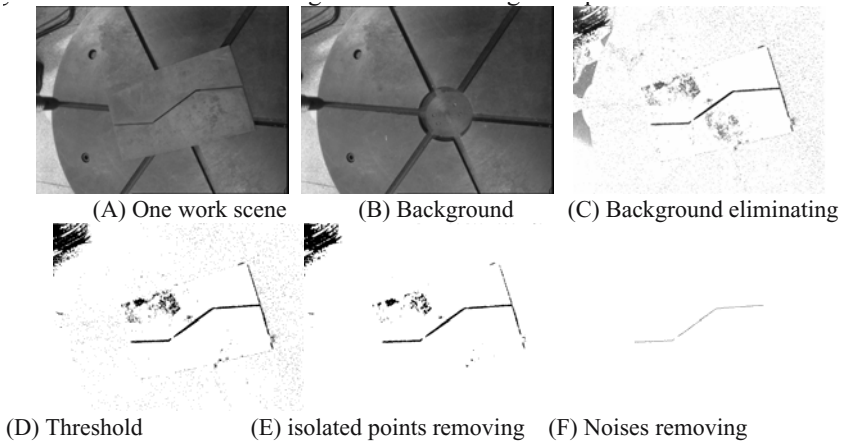 (A) One work scene
(B) Background
(C) Background eliminating
(D) Threshold
(E) isolated points removing
(F) Noises removing